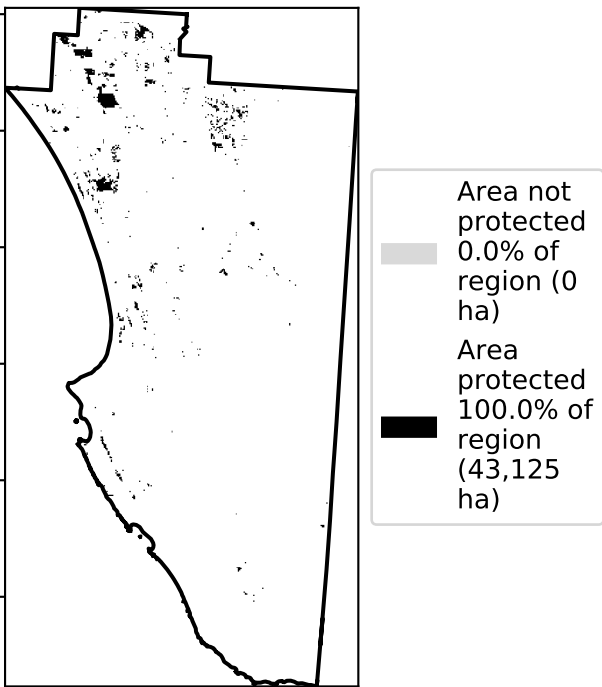 Area not
protected
0.0% of
region (0
ha)
Area
protected
100.0% of
region
(43,125
ha)